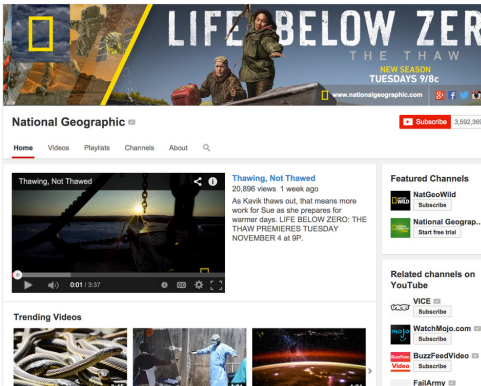 LIFE BELOW ZER
THE THAW
NEW SEASON
TUESDAYS 9/8c
www.nationalgeographic.com
National Geographic
Subscribe 3,592,369
Home Videos Playlists Channels About
Thawing, Not Thawed
0:01 / 3:37
Thawing, Not Thawed
20,896 views 1 week ago
As Kavik thaws out, that means more
work for Sue as she prepares for
warmer days. LIFE BELOW ZERO: THE
THAW PREMIERES TUESDAY
NOVEMBER 4 at 9P.
Trending Videos
Featured Channels
NatGeoWild
Subscribe
National Geograp...
Start free trial
Related channels on
YouTube
VICE
Subscribe
WatchMojo.com
Subscribe
BuzzFeedVideo
Subscribe
FailArmy